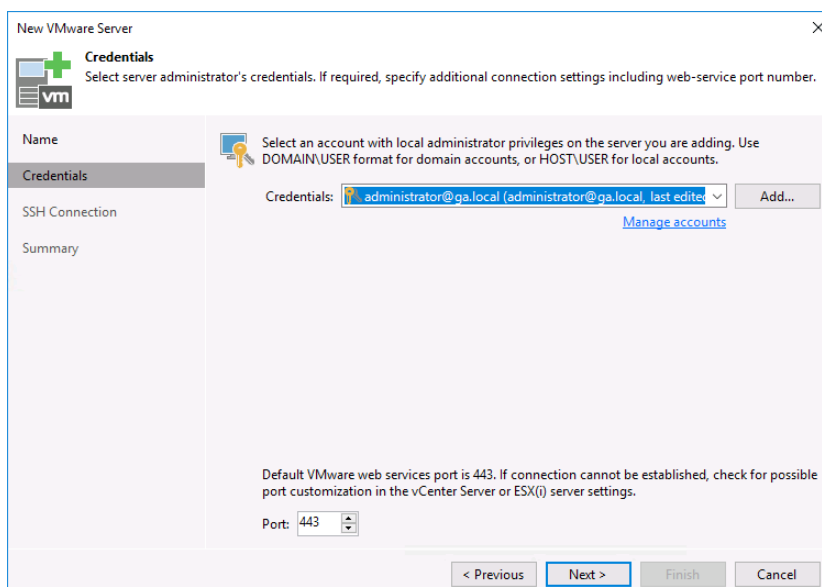 New VMware Server
Credentials
Select server administrator's credentials. If required, specify additional connection settings including web-service port number.
vm
Name
Credentials
SSH Connection
Summary
Select an account with local administrator privileges on the server you are adding. Use
DOMAIN\USER format for domain accounts, or HOST\USER for local accounts.
Credentials: administrator@ga.local (administrator@ga.local, last edited
Add...
Manage accounts
Default VMware web services port is 443. If connection cannot be established, check for possible
port customization in the vCenter Server or ESX(i) server settings.
Port: 443
< Previous
Next >
Finish
Cancel